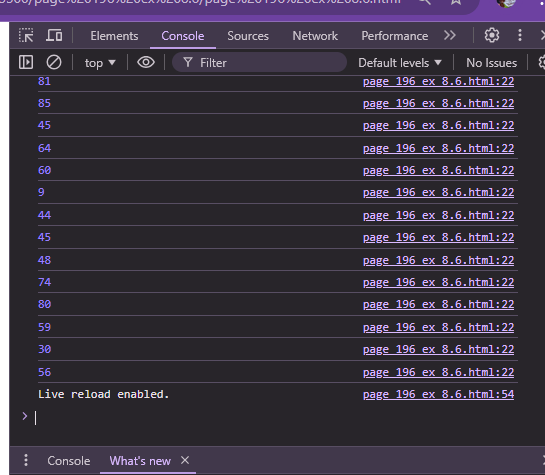 Elements Console Sources Network Performance
top Filter Default levels No Issues
81 page 196 ex 8.6.html:22
85 page 196 ex 8.6.html:22
45 page 196 ex 8.6.html:22
64 page 196 ex 8.6.html:22
60 page 196 ex 8.6.html:22
9 page 196 ex 8.6.html:22
44 page 196 ex 8.6.html:22
45 page 196 ex 8.6.html:22
48 page 196 ex 8.6.html:22
74 page 196 ex 8.6.html:22
80 page 196 ex 8.6.html:22
59 page 196 ex 8.6.html:22
30 page 196 ex 8.6.html:22
56 page 196 ex 8.6.html:22
Live reload enabled. page 196 ex 8.6.html:54
Console What's new